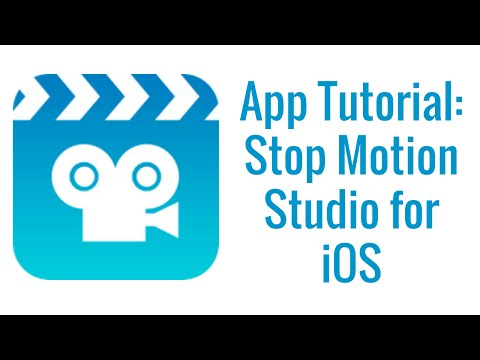 App Tutorial:
Stop Motion
Studio for
iOS